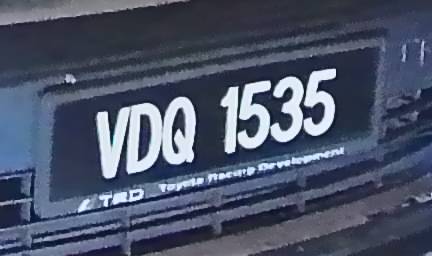 VDQ 1535
TRD Toyota Racing Development